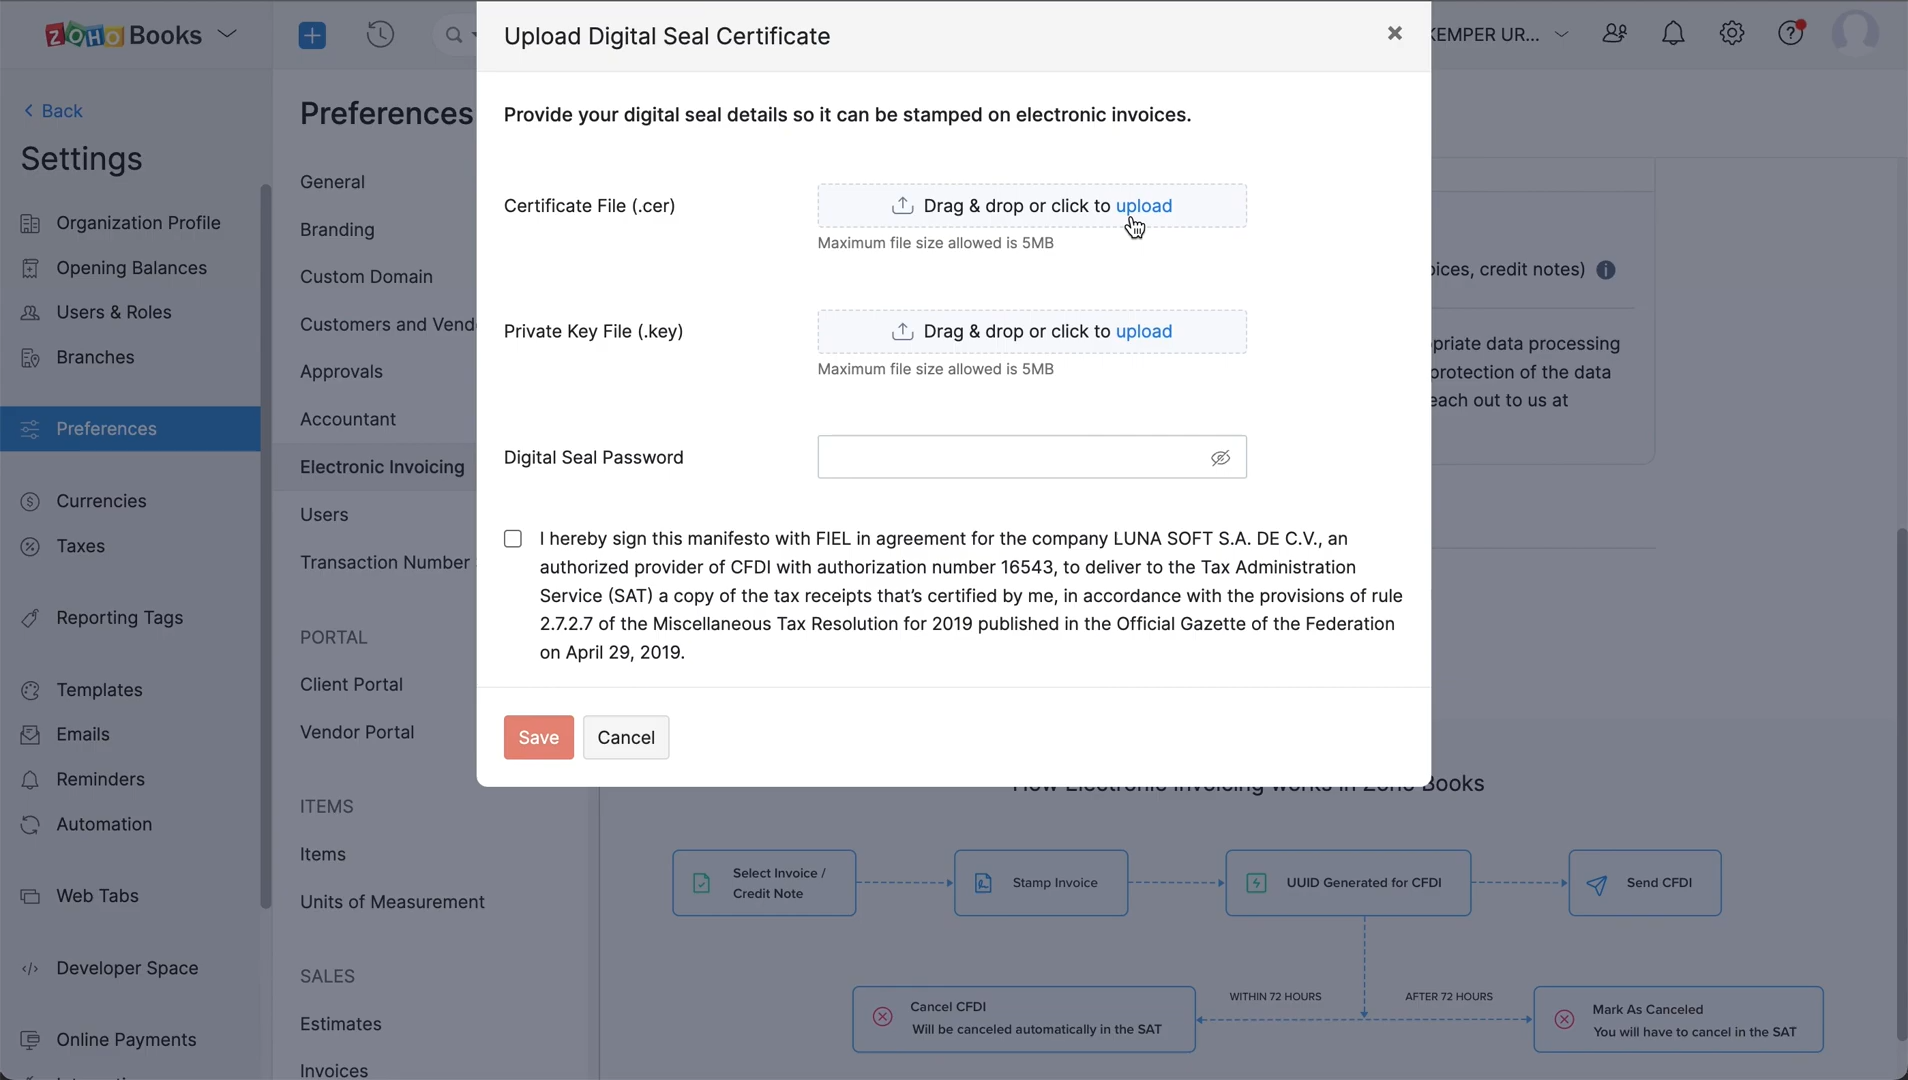 ZOHO Books
Upload Digital Seal Certificate
KEMPER UR...
Back
Settings
Organization Profile
Opening Balances
Users & Roles
Branches
Preferences
Currencies
Taxes
Reporting Tags
Templates
Emails
Reminders
Automation
Web Tabs
Developer Space
Online Payments
Preferences
General
Branding
Custom Domain
Customers and Vend
Approvals
Accountant
Electronic Invoicing
Users
Transaction Number
PORTAL
Client Portal
Vendor Portal
ITEMS
Items
Units of Measurement
SALES
Estimates
Invoices
Provide your digital seal details so it can be stamped on electronic invoices.
Certificate File (.cer)
Drag & drop or click to upload
Maximum file size allowed is 5MB
Private Key File (.key)
Drag & drop or click to upload
Maximum file size allowed is 5MB
Digital Seal Password
I hereby sign this manifesto with FIEL in agreement for the company LUNA SOFT S.A. DE C.V., an
authorized provider of CFDI with authorization number 16543, to deliver to the Tax Administration
Service (SAT) a copy of the tax receipts that's certified by me, in accordance with the provisions of rule
2.7.2.7 of the Miscellaneous Tax Resolution for 2019 published in the Official Gazette of the Federation
on April 29, 2019.
Save
Cancel
oices, credit notes)
priate data processing
protection of the data
each out to us at
How Electronic Invoicing works in Zoho Books
Select Invoice /
Credit Note
Stamp Invoice
UUID Generated for CFDI
Send CFDI
WITHIN 72 HOURS
AFTER 72 HOURS
Cancel CFDI
Will be canceled automatically in the SAT
Mark As Canceled
You will have to cancel in the SAT